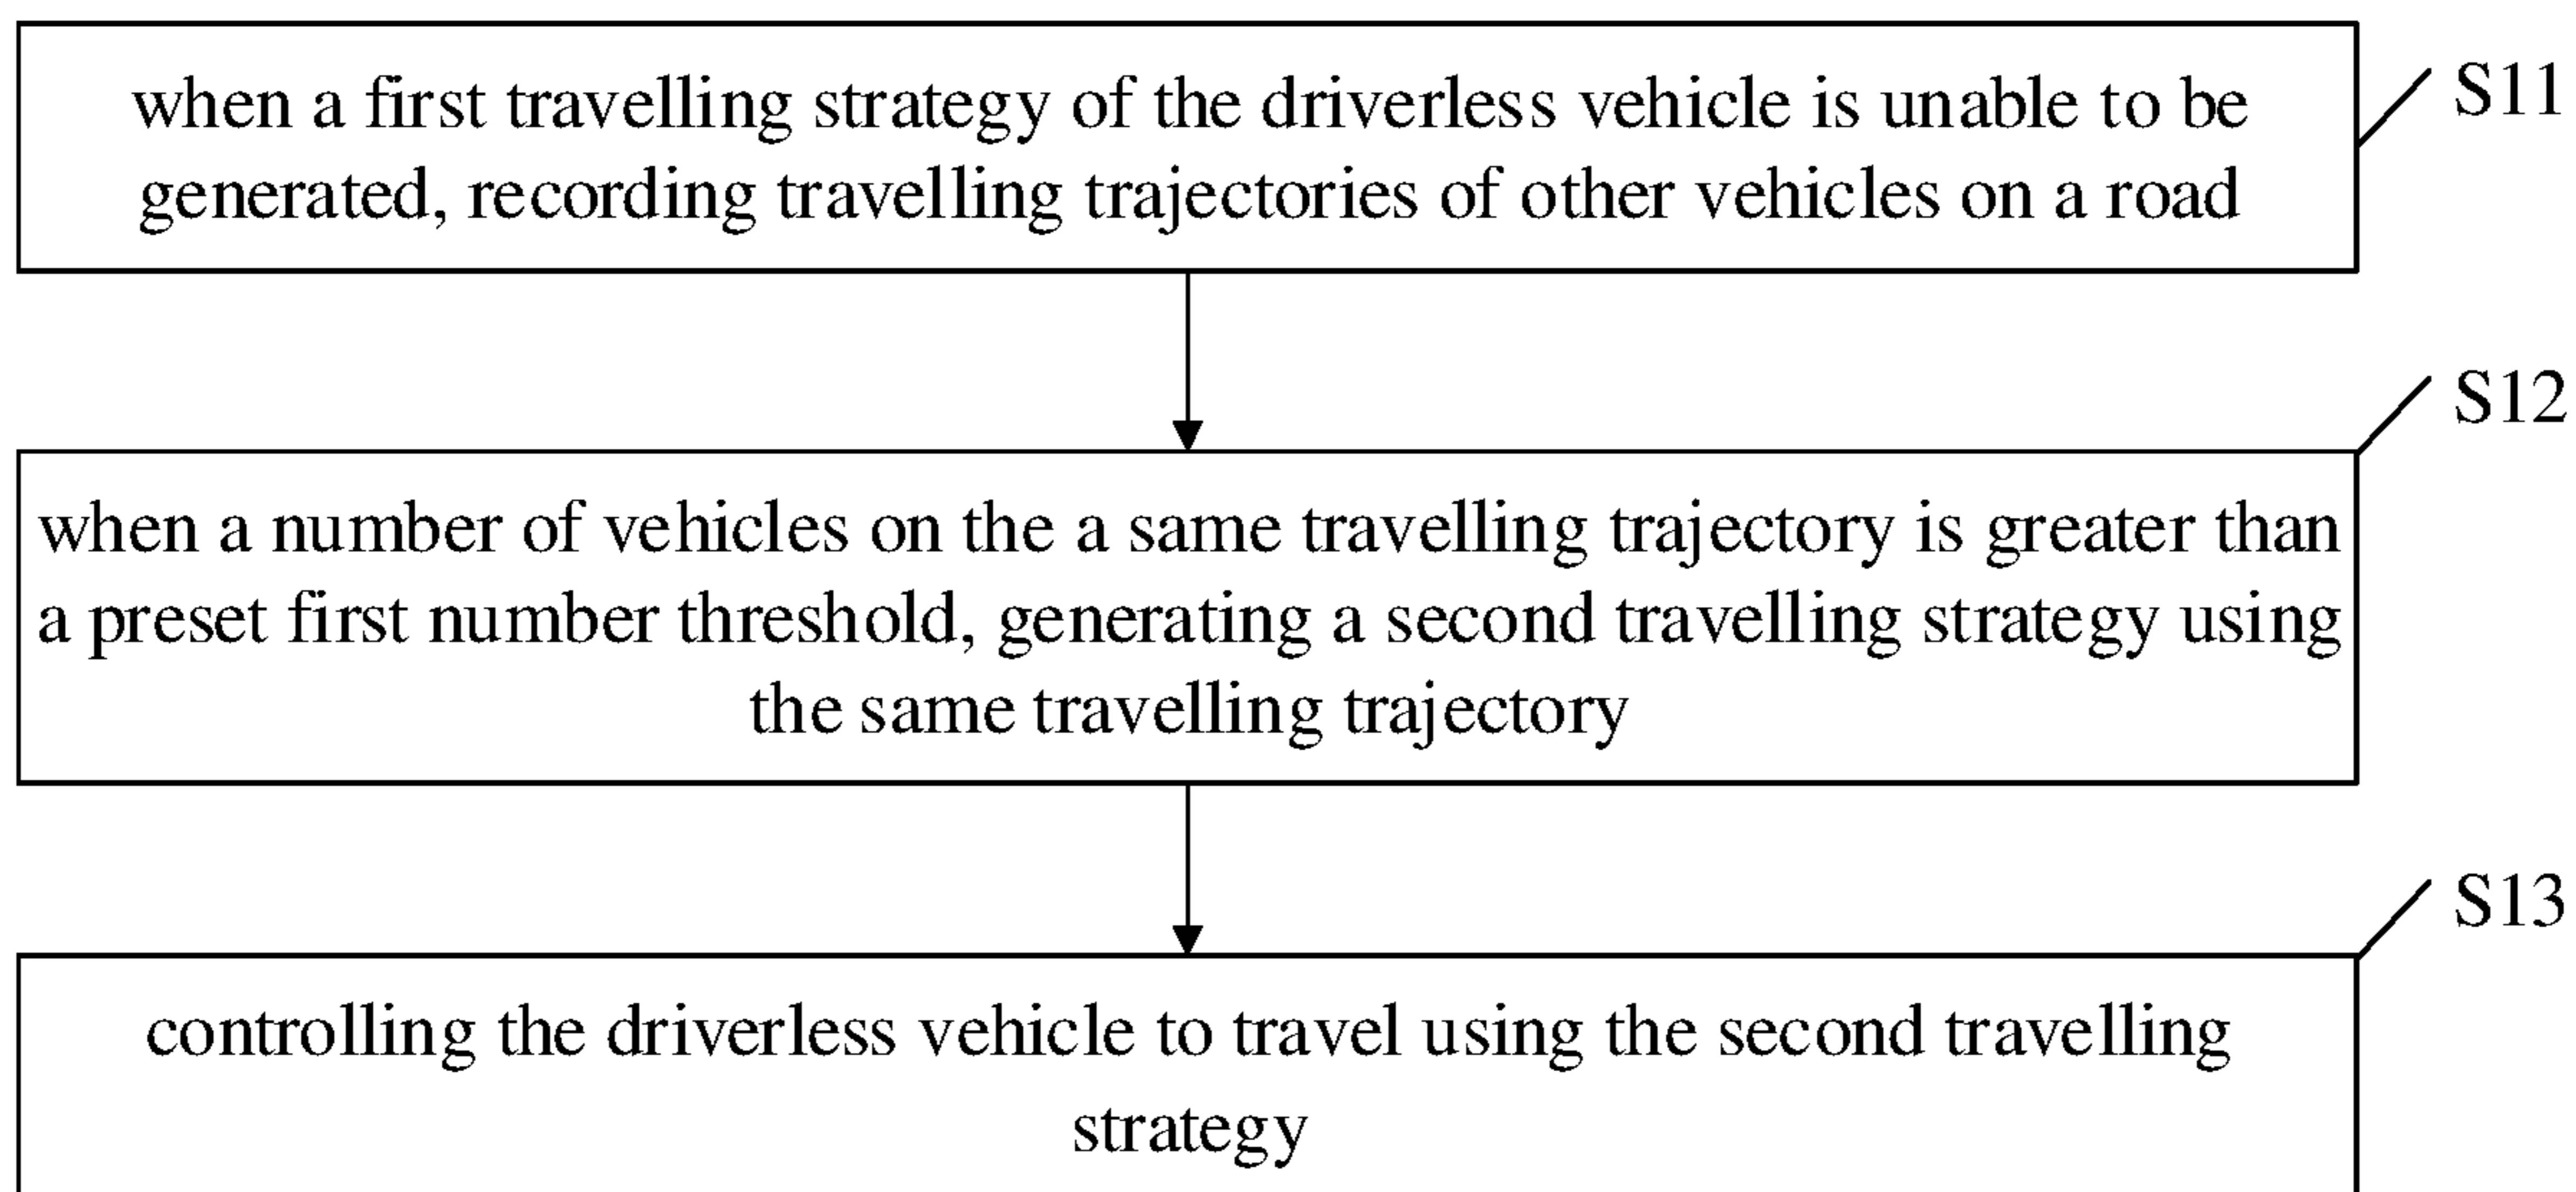 when a first travelling strategy of the driverless vehicle is unable to be
generated, recording travelling trajectories of other vehicles on a road
S11
when a number of vehicles on the a same travelling trajectory is greater than
a preset first number threshold, generating a second travelling strategy using
the same travelling trajectory
S12
controlling the driverless vehicle to travel using the second travelling
strategy
S13